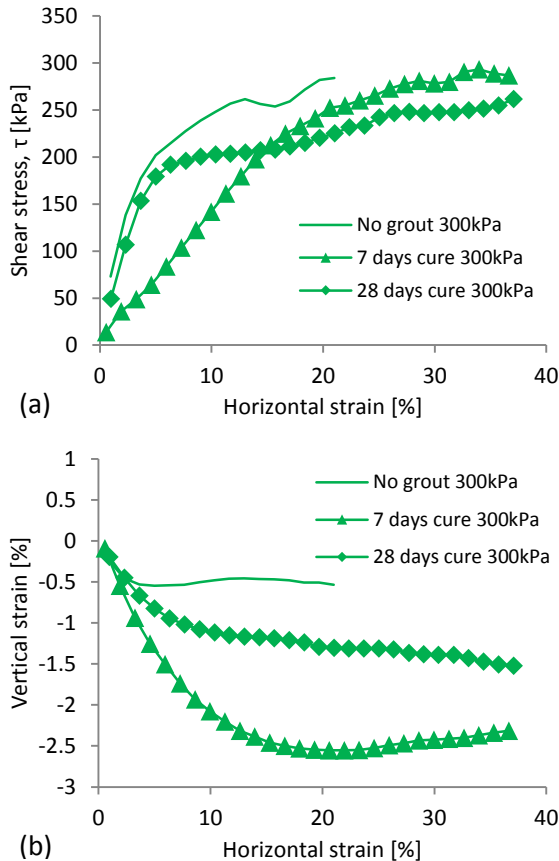 350
300
250
200
150
100
50
0
Shear stress, τ [kPa]
No grout 300kPa
7 days cure 300kPa
28 days cure 300kPa
0 10 20 30 40
(a) Horizontal strain [%]
1
0.5
0
-0.5
-1
-1.5
-2
-2.5
-3
Vertical strain [%]
No grout 300kPa
7 days cure 300kPa
28 days cure 300kPa
0 10 20 30 40
(b) Horizontal strain [%]